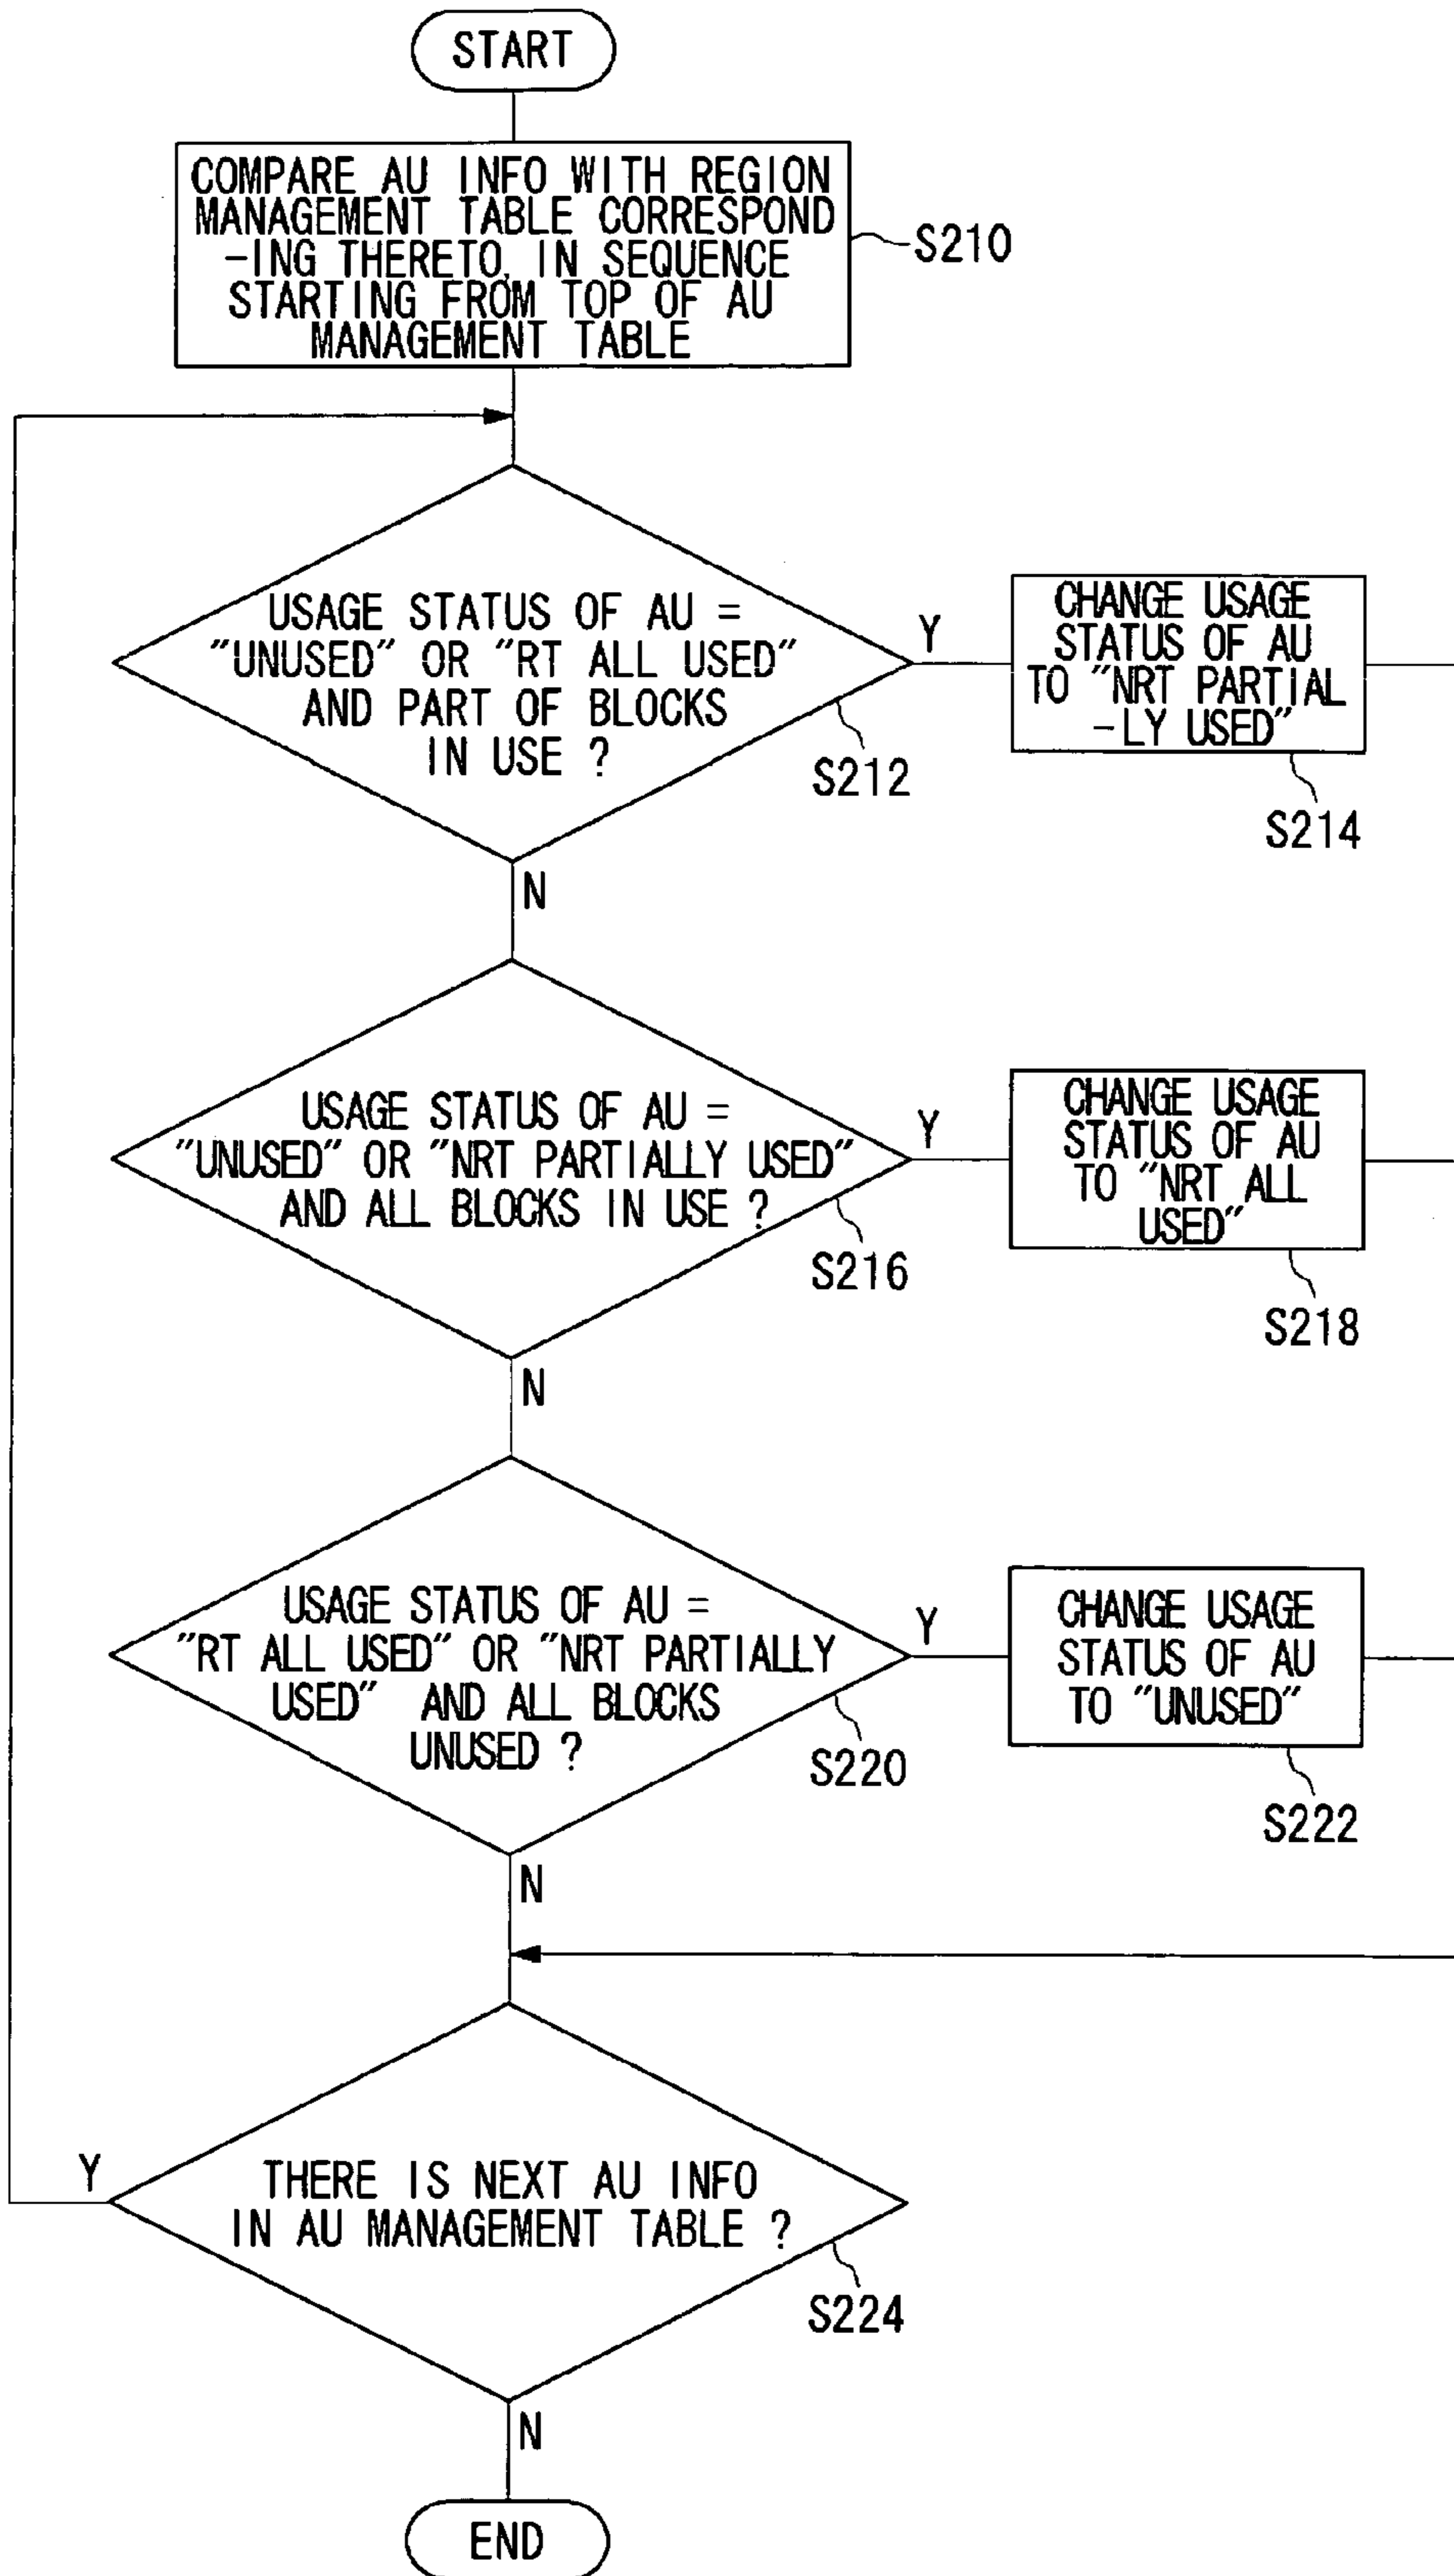 START
COMPARE AU INFO WITH REGION
MANAGEMENT TABLE CORRESPOND
-ING THERETO, IN SEQUENCE
STARTING FROM TOP OF AU
MANAGEMENT TABLE
S210
USAGE STATUS OF AU =
"UNUSED" OR "RT ALL USED"
AND PART OF BLOCKS
IN USE ?
S212
Y
CHANGE USAGE
STATUS OF AU
TO "NRT PARTIAL
-LY USED"
S214
N
USAGE STATUS OF AU =
"UNUSED" OR "NRT PARTIALLY USED"
AND ALL BLOCKS IN USE ?
S216
Y
CHANGE USAGE
STATUS OF AU
TO "NRT ALL
USED"
S218
N
USAGE STATUS OF AU =
"RT ALL USED" OR "NRT PARTIALLY
USED" AND ALL BLOCKS
UNUSED ?
S220
Y
CHANGE USAGE
STATUS OF AU
TO "UNUSED"
S222
N
Y
THERE IS NEXT AU INFO
IN AU MANAGEMENT TABLE ?
S224
N
END